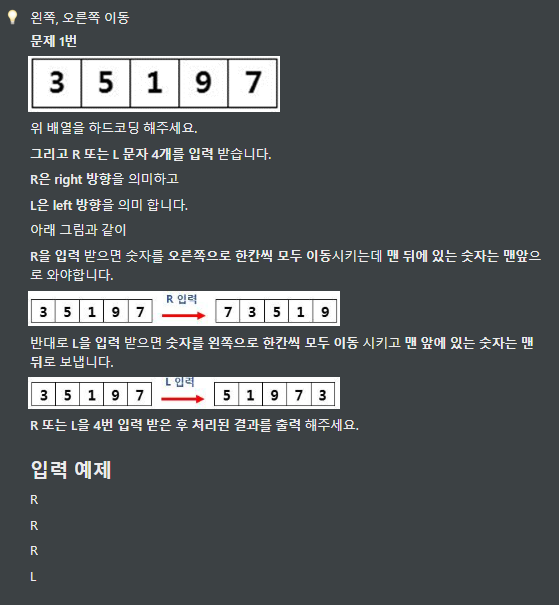 왼쪽, 오른쪽 이동
문제 1번
3 5 1 9 7
위 배열을 하드코딩 해주세요.
그리고 R 또는 L 문자 4개를 입력 받습니다.
R은 right 방향을 의미하고
L은 left 방향을 의미 합니다.
아래 그림과 같이
R을 입력 받으면 숫자를 오른쪽으로 한칸씩 모두 이동시키는데 맨 뒤에 있는 숫자는 맨앞으
로 와야합니다.
3 5 1 9 7 R 입력 7 3 5 1 9
반대로 L을 입력 받으면 숫자를 왼쪽으로 한칸씩 모두 이동 시키고 맨 앞에 있는 숫자는 맨
뒤로 보냅니다.
3 5 1 9 7 L 입력 5 1 9 7 3
R 또는 L을 4번 입력 받은 후 처리된 결과를 출력 해주세요.
입력 예제
R
R
R
L